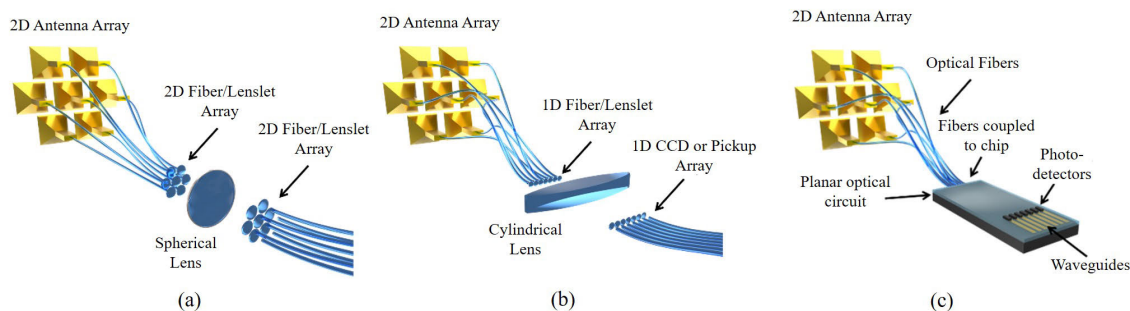 2D Antenna Array
2D Fiber/Lenslet
Array
2D Fiber/Lenslet
Array
Spherical
Lens
(a)
2D Antenna Array
1D Fiber/Lenslet
Array
1D CCD or Pickup
Array
Cylindrical
Lens
(b)
2D Antenna Array
Optical Fibers
Fibers coupled
to chip
Photo-
detectors
Planar optical
circuit
Waveguides
(c)